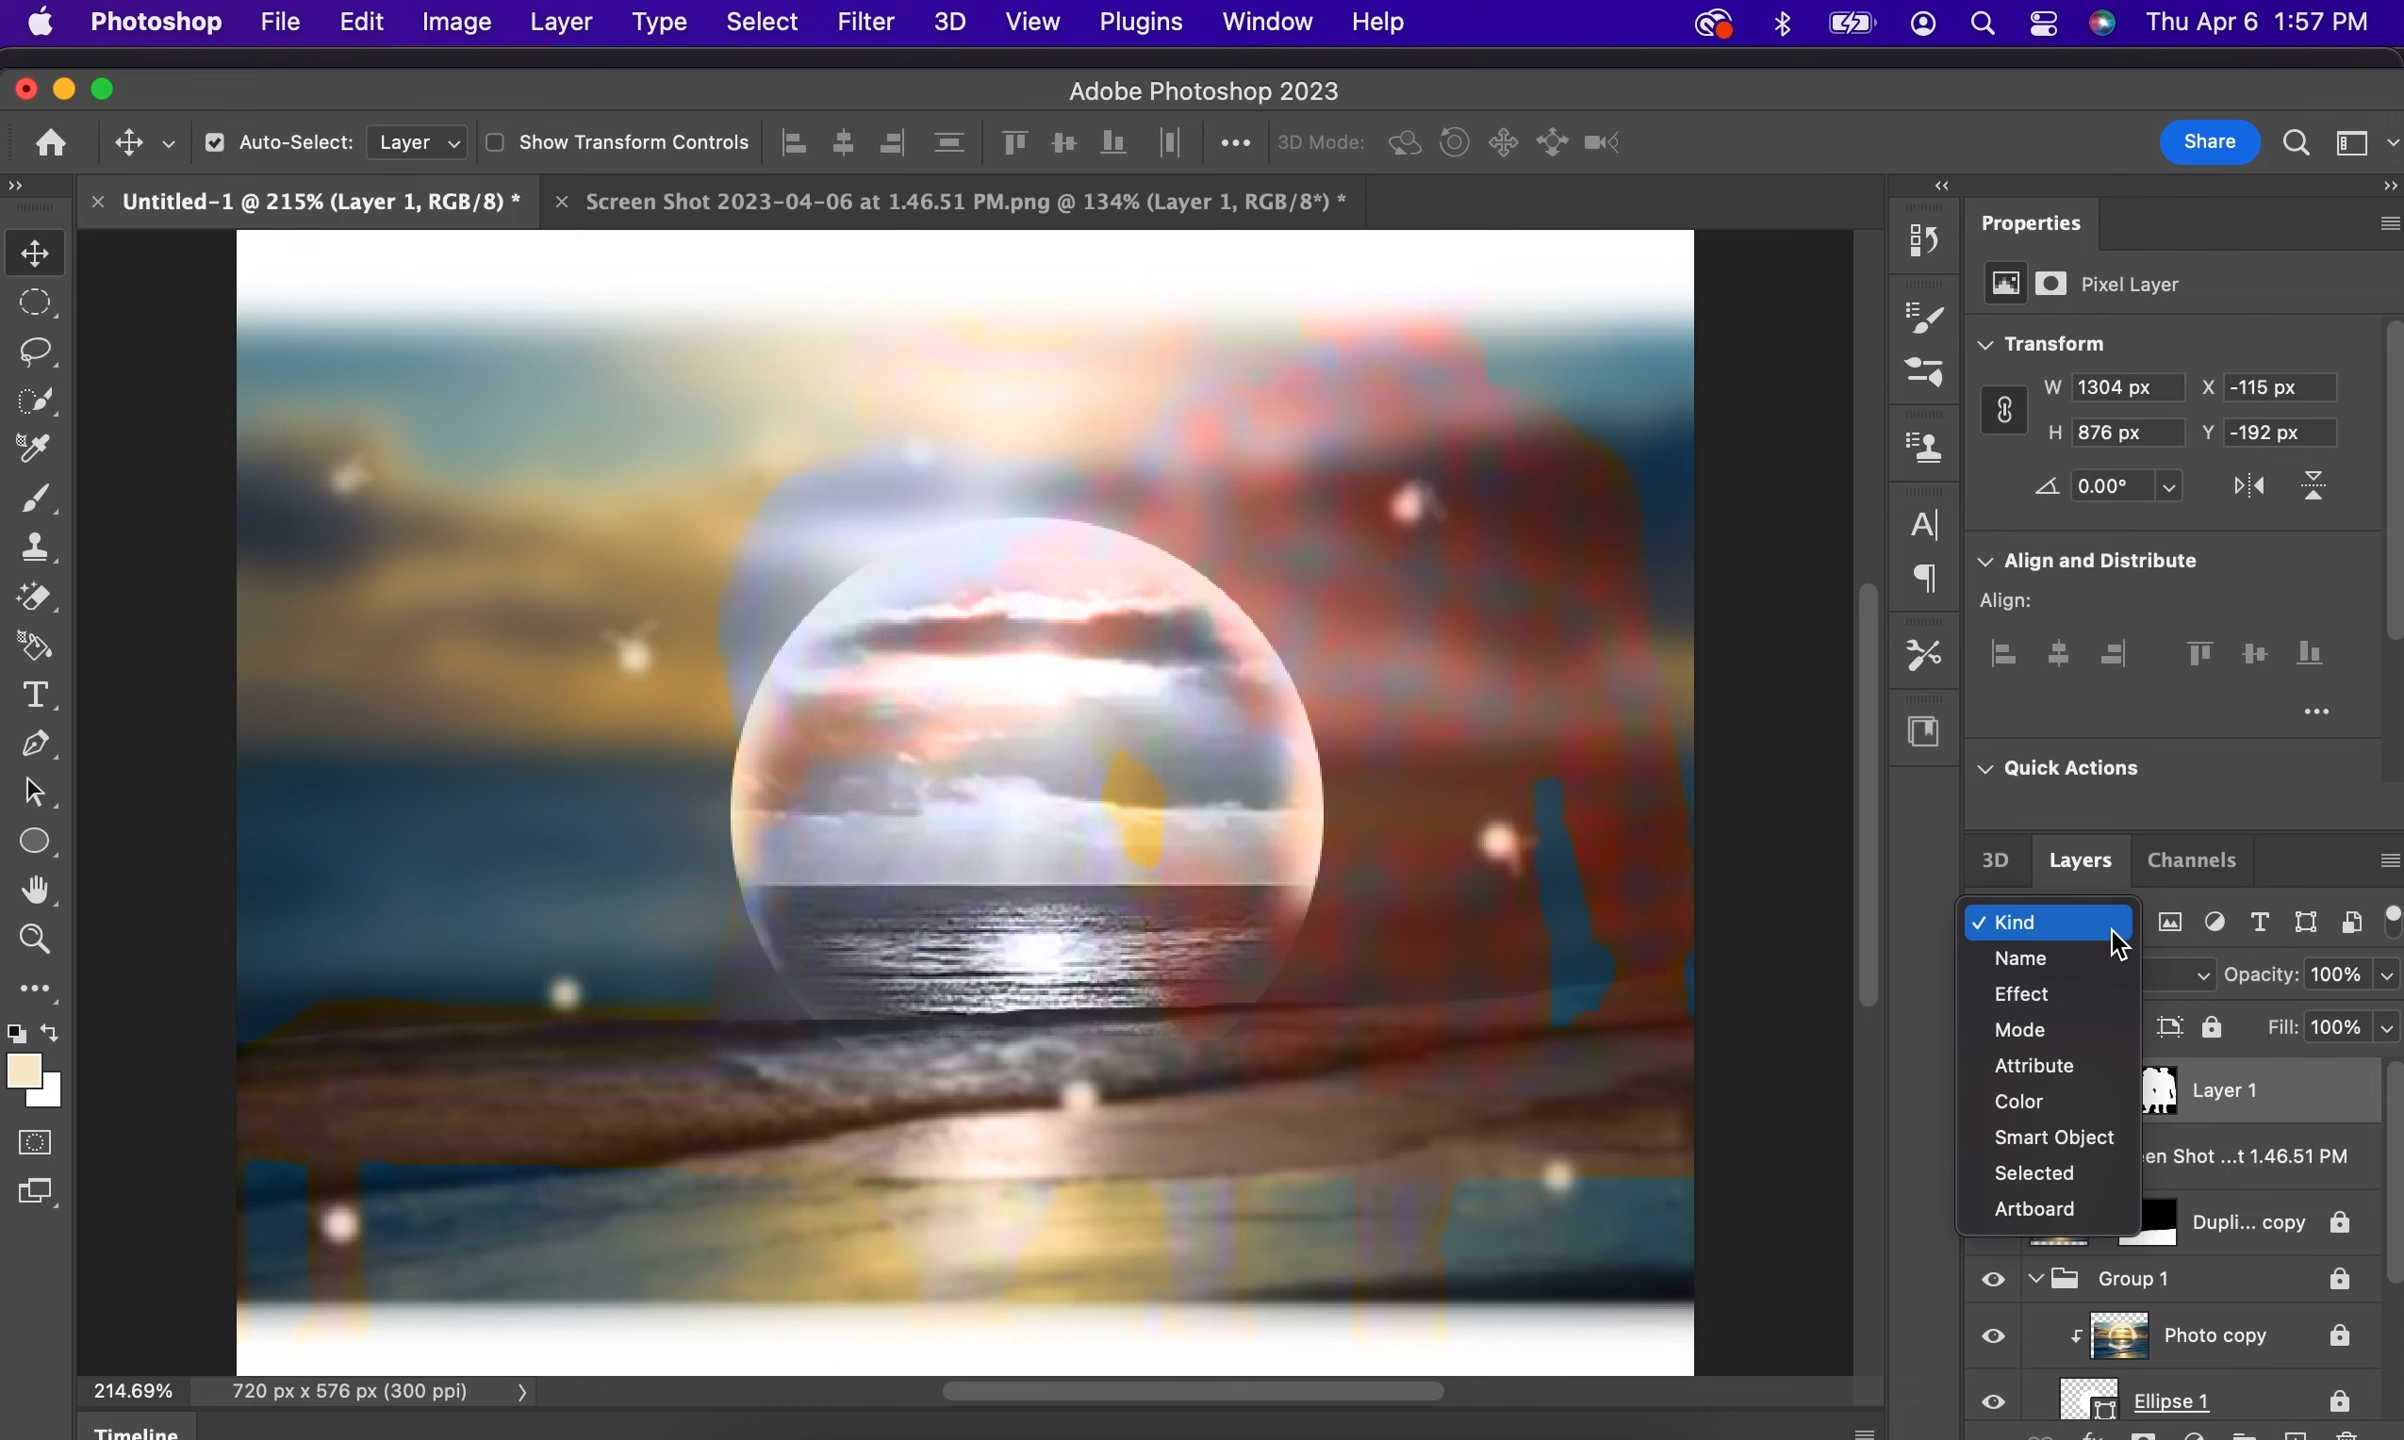 Photoshop File Edit Image Layer Type Select Filter 3D View Plugins Window Help Thu Apr 6 1:57 PM
Adobe Photoshop 2023
Auto-Select: Layer Show Transform Controls 3D Mode: Share
Untitled-1 @ 215% (Layer 1, RGB/8) * Screen Shot 2023-04-06 at 1.46.51 PM.png @ 134% (Layer 1, RGB/8*) *
Properties
Pixel Layer
Transform
W 1304 px X -115 px
H 876 px Y -192 px
0.00°
Align and Distribute
Align:
Quick Actions
3D Layers Channels
Kind
Name
Effect
Mode
Attribute
Color
Smart Object
Selected
Artboard
Opacity: 100%
Fill: 100%
Layer 1
en Shot ...t 1.46.51 PM
Dupli... copy
Group 1
Photo copy
Ellipse 1
214.69% 720 px x 576 px (300 ppi)
Timeline